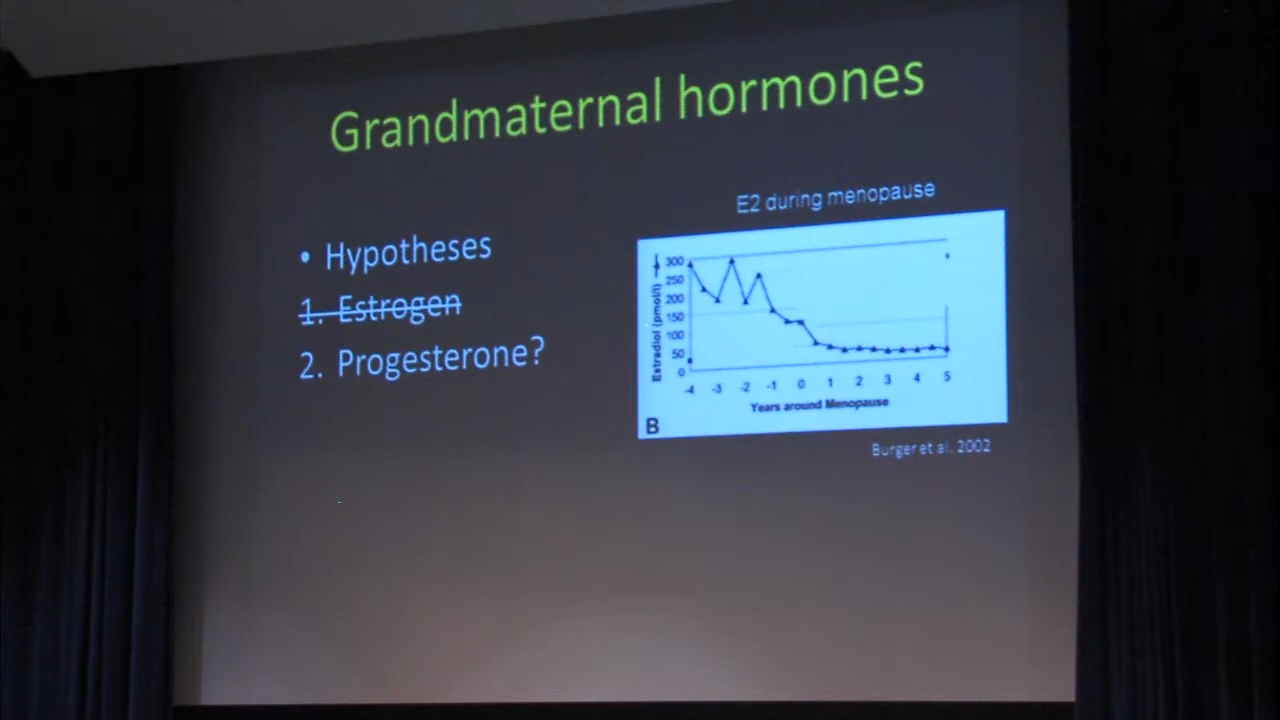 Grandmaternal hormones
• Hypotheses
1. Estrogen
2. Progesterone?
E2 during menopause
Estradiol (pmol/l)
300
250
200
150
100
50
0
-4 -3 -2 -1 0 1 2 3 4 5
Years around Menopause
B
Burger et al. 2002